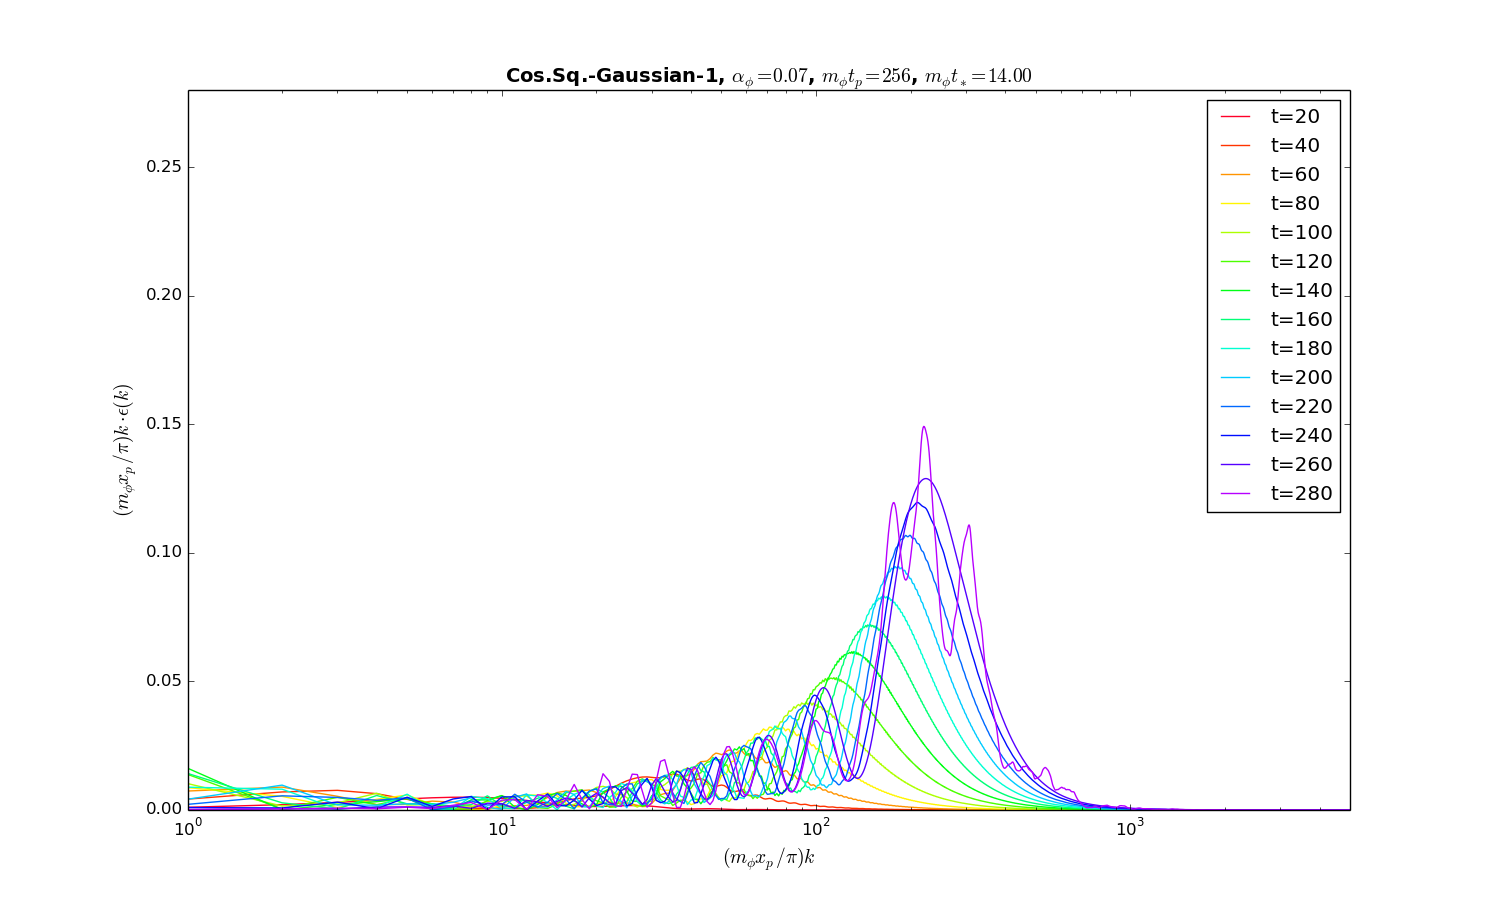 Cos.Sq.-Gaussian-1, α_ϕ=0.07, m_ϕt_p=256, m_ϕt_*=14.00
t=20
t=40
t=60
t=80
t=100
t=120
t=140
t=160
t=180
t=200
t=220
t=240
t=260
t=280
0.25
0.20
0.15
0.10
0.05
0.00
(m_ϕx_p/π)k·ϵ(k)
10^0 10^1 10^2 10^3
(m_ϕx_p/π)k